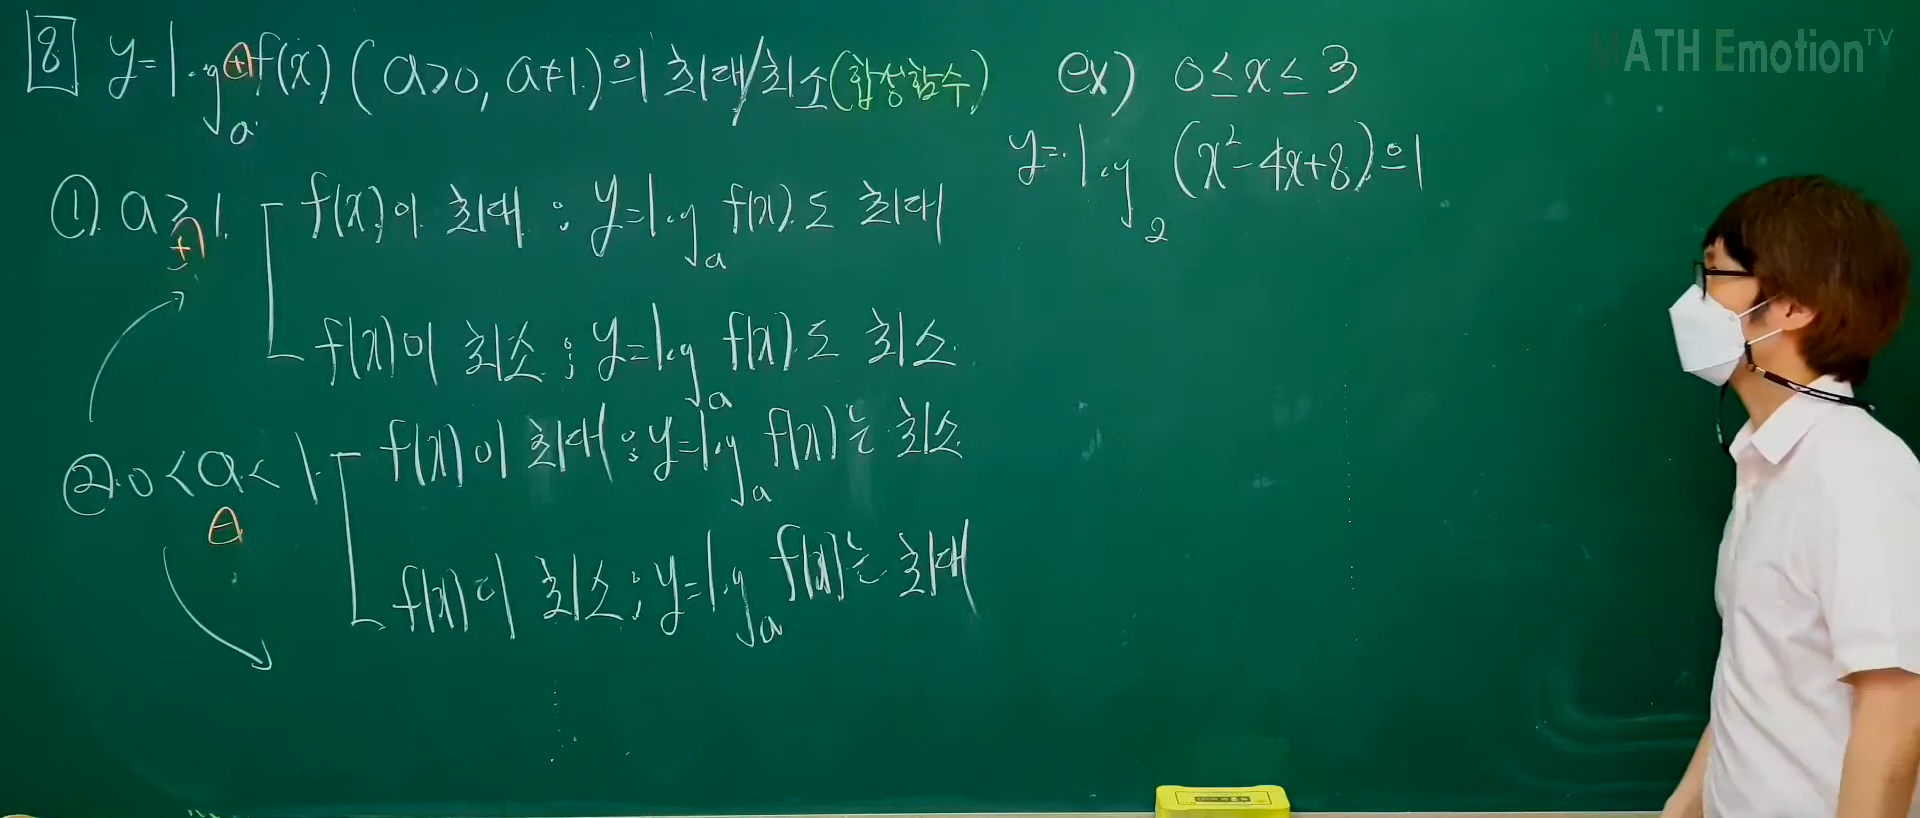 8 y=log_a f(x) (a>0, a≠1)의 최대/최소(합성함수)
① a>1 f(x)이 최대 ; y=log_a f(x)도 최대
+
f(x)이 최소 ; y=log_a f(x)도 최소
② 0<a<1 f(x)이 최대 ; y=log_a f(x)는 최소
-
f(x)이 최소 ; y=log_a f(x)는 최대
ex) 0≤x≤3
y=log_2 (x²-4x+8)의
MATH Emotion TV